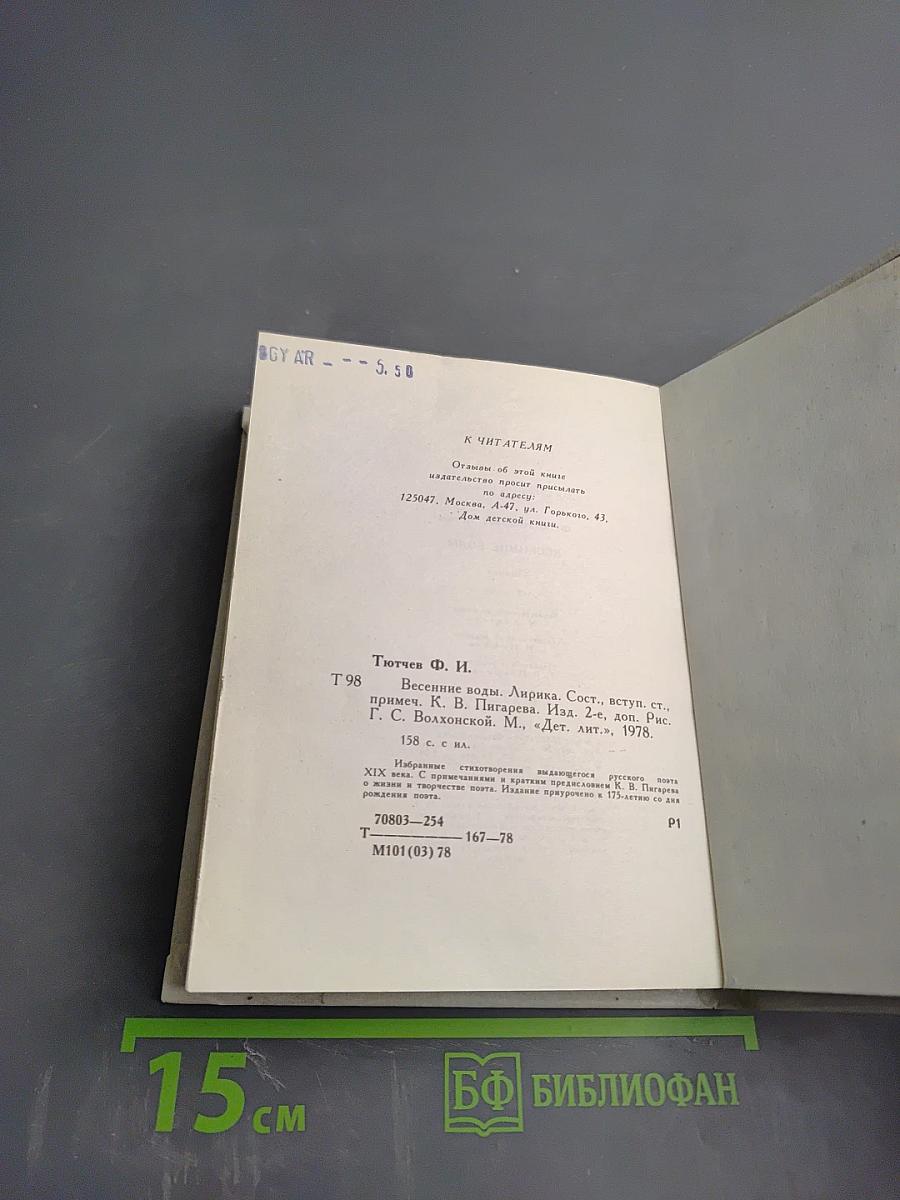 GY AR - - - 5.50
К ЧИТАТЕЛЯМ
Отзывы об этой книге
издательство просит присылать
по адресу:
125047, Москва, А-47, ул. Горького, 43.
Дом детской книги.
Тютчев Ф. И.
Т 98 Весенние воды. Лирика. Сост., вступ. ст.,
примеч. К. В. Пигарева. Изд. 2-е, доп. Рис.
Г. С. Волхонской. М., «Дет. лит.», 1978.
158 с. с ил.
Избранные стихотворения выдающегося русского поэта
XIX века. С примечаниями и кратким предисловием К. В. Пигарева
о жизни и творчестве поэта. Издание приурочено к 175-летию со дня
рождения поэта.
70803—254
Т——————167—78
М101(03)78
Р1
15 см
БФ БИБЛИОФАН